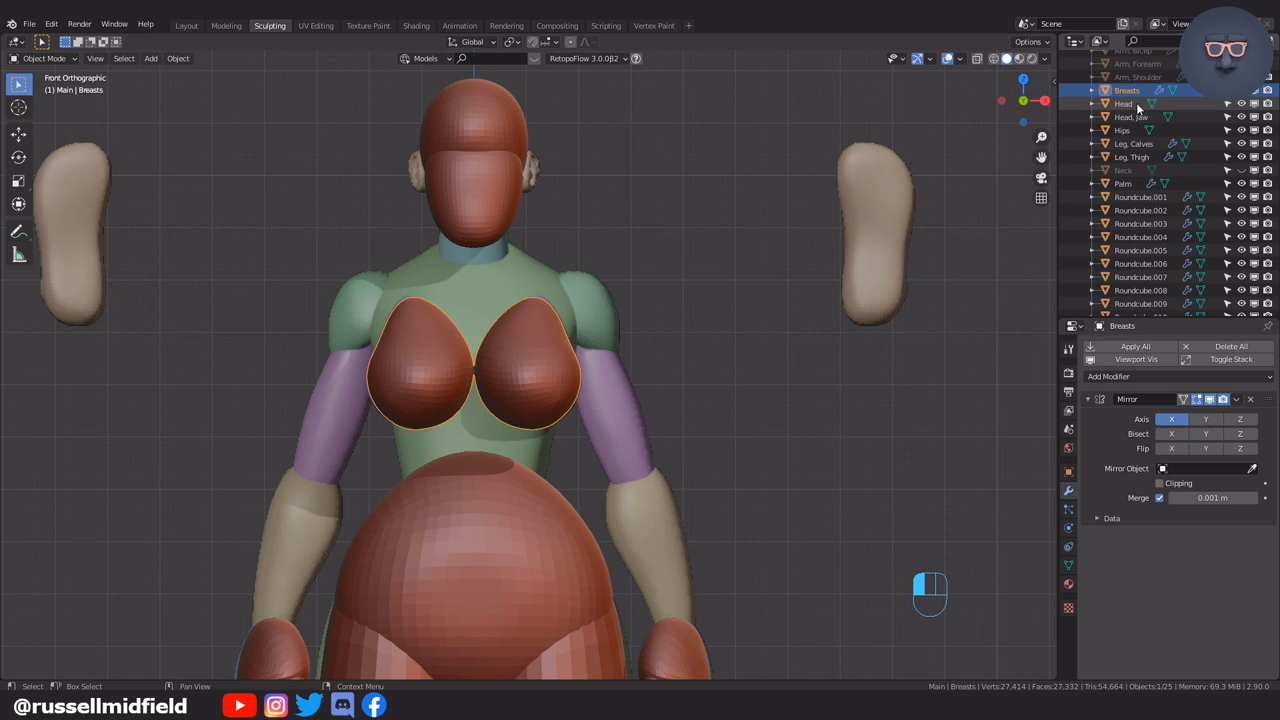 File Edit Render Window Help Layout Modeling Sculpting UV Editing Texture Paint Shading Animation Rendering Compositing Scripting Vertex Paint + Scene
Global Options
Object Mode View Select Add Object Models RetopoFlow 3.0.0β2
Front Orthographic
(1) Main | Breasts
Arm, Forearm
Arm, Shoulder
Breasts
Head
Head, Jaw
Hips
Leg, Calves
Leg, Thigh
Neck
Palm
Roundcube.001
Roundcube.002
Roundcube.003
Roundcube.004
Roundcube.005
Roundcube.006
Roundcube.007
Roundcube.008
Roundcube.009
Breasts
Apply All Delete All
Viewport Vis Toggle Stack
Add Modifier
Mirror
Axis X Y Z
Bisect X Y Z
Flip X Y Z
Mirror Object
Clipping
Merge 0.001 m
Data
Select Box Select Pan View Context Menu Main | Breasts | Verts:27,414 | Faces:27,332 | Tris:54,664 | Objects:1/25 | Memory: 69.3 MiB | 2.90.0
@russellmidfield